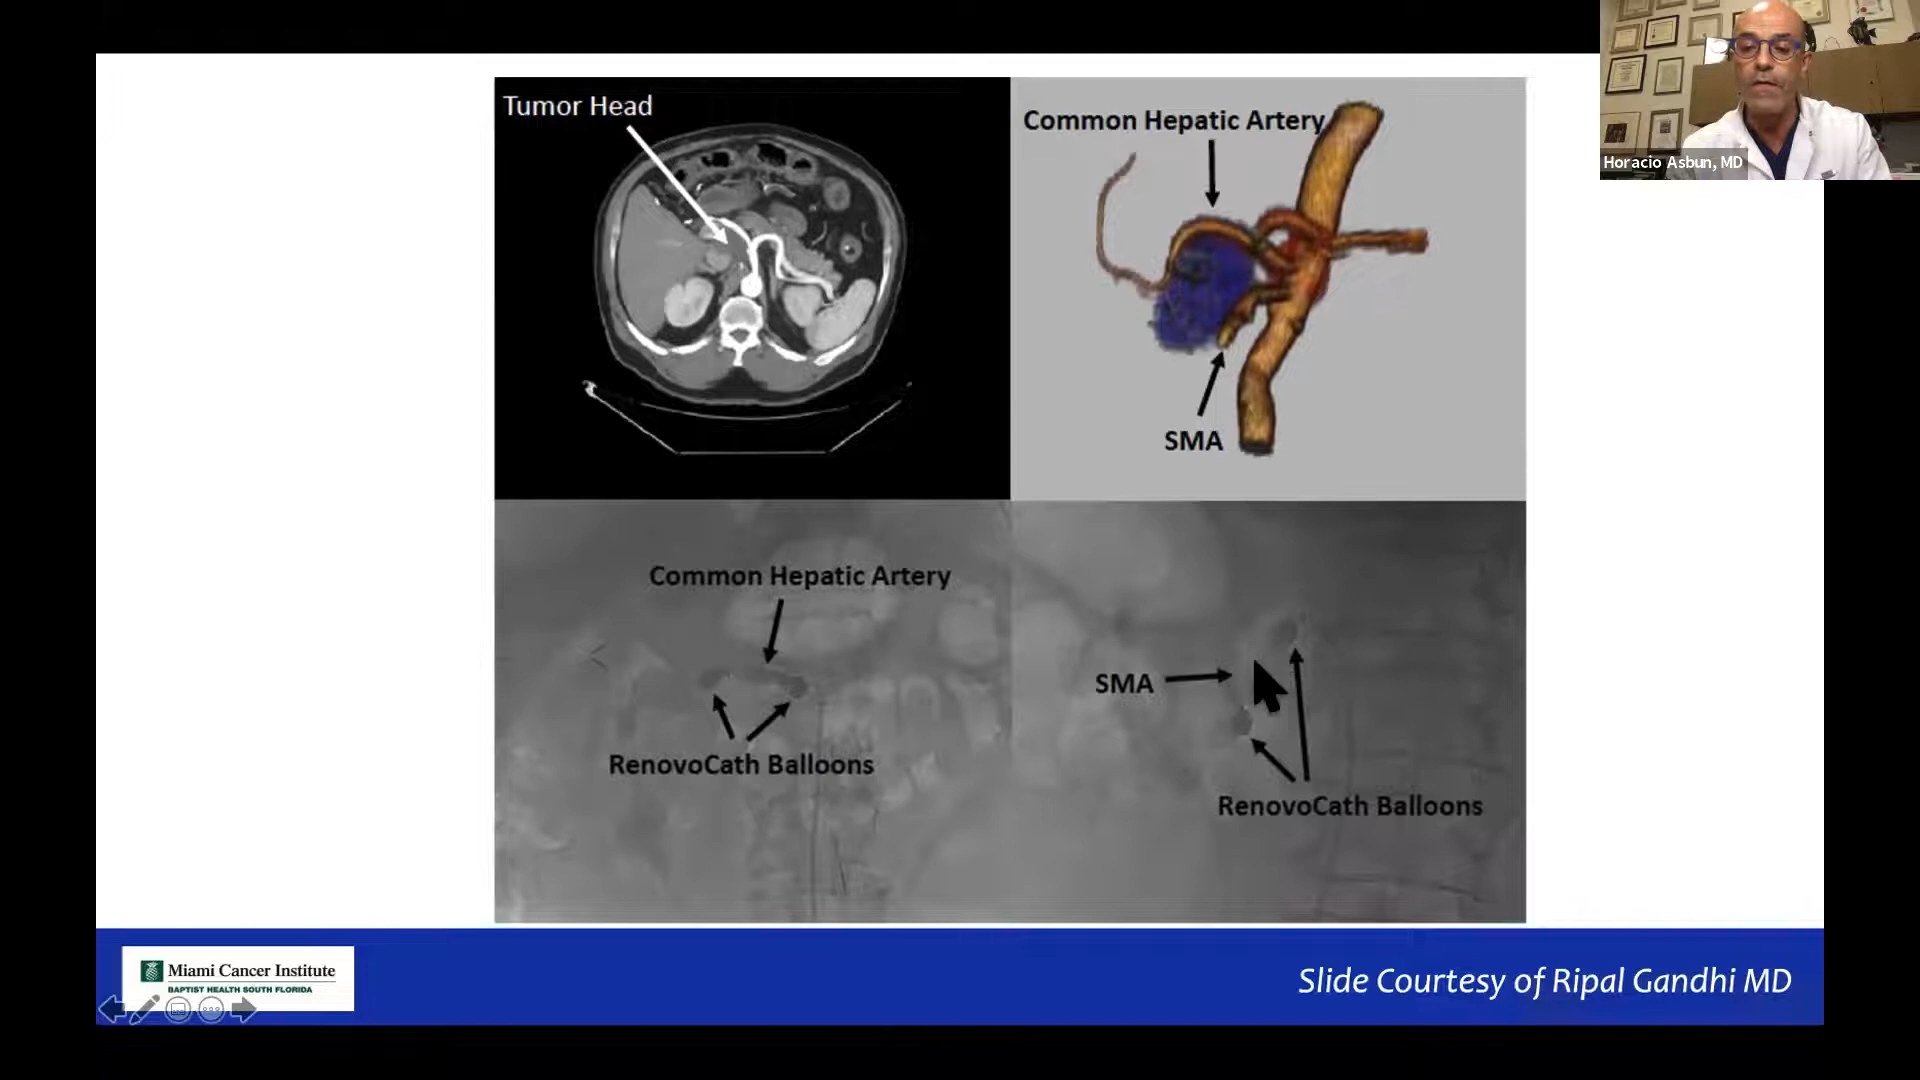 Tumor Head
Common Hepatic Artery
SMA
Common Hepatic Artery
RenovoCath Balloons
SMA
RenovoCath Balloons
Horacio Asbun, MD
Miami Cancer Institute
BAPTIST HEALTH SOUTH FLORIDA
Slide Courtesy of Ripal Gandhi MD